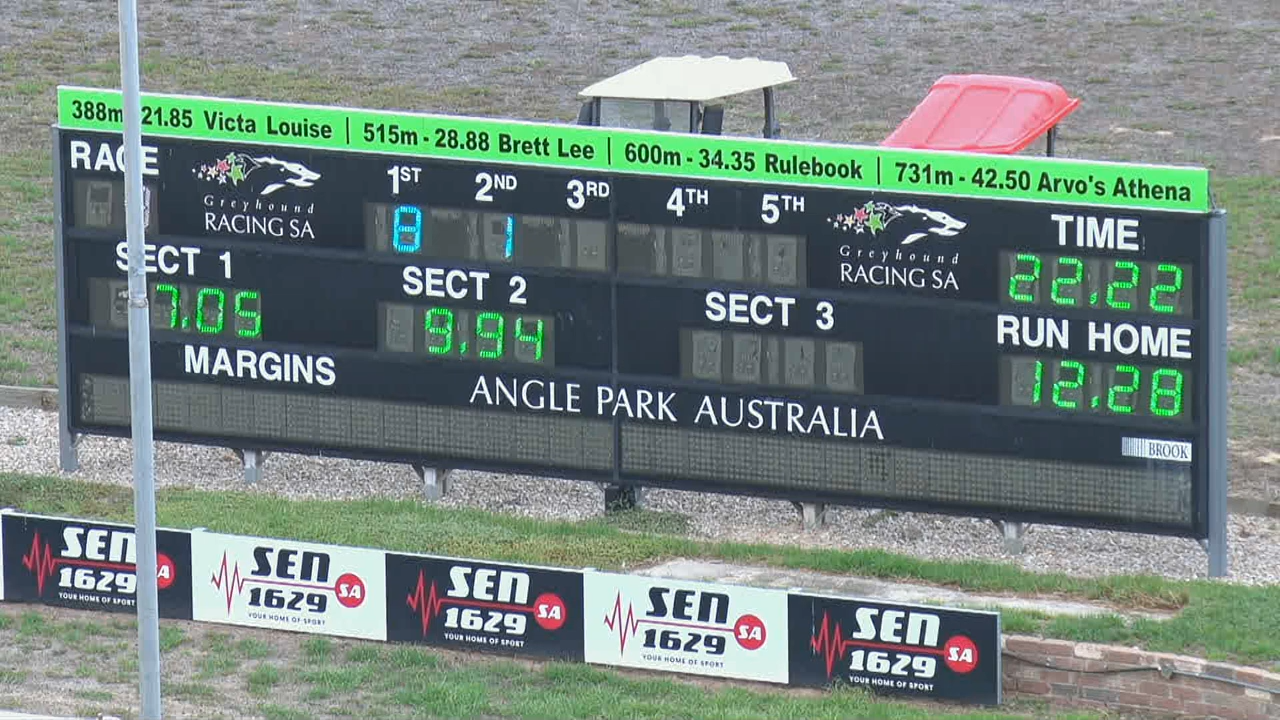 388m - 21.85 Victa Louise | 515m - 28.88 Brett Lee | 600m - 34.35 Rulebook | 731m - 42.50 Arvo's Athena
RACE
Greyhound
RACING SA
1ST 2ND 3RD 4TH 5TH
8 1
Greyhound
RACING SA
TIME
22.22
SECT 1
7.05
SECT 2
9.94
SECT 3
RUN HOME
12.28
MARGINS
ANGLE PARK AUSTRALIA
BROOK
SEN
1629 SA
YOUR HOME OF SPORT
SEN
1629 SA
YOUR HOME OF SPORT
SEN
1629 SA
YOUR HOME OF SPORT
SEN
1629 SA
YOUR HOME OF SPORT
SEN
1629 SA
YOUR HOME OF SPORT